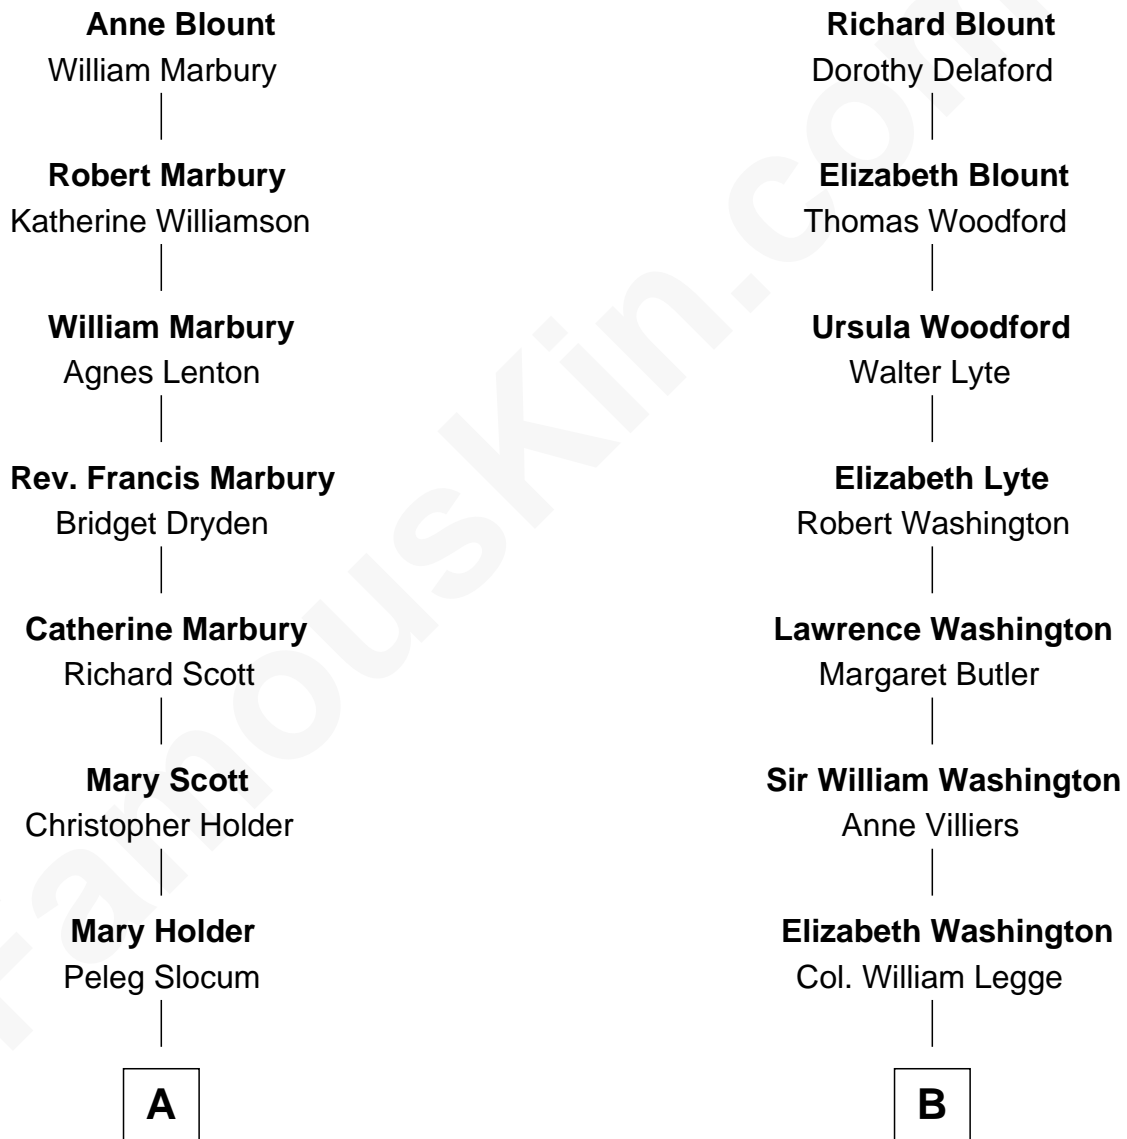 Anne Blount
William Marbury
Robert Marbury
Katherine Williamson
William Marbury
Agnes Lenton
Rev. Francis Marbury
Bridget Dryden
Catherine Marbury
Richard Scott
Mary Scott
Christopher Holder
Mary Holder
Peleg Slocum
A
Richard Blount
Dorothy Delaford
Elizabeth Blount
Thomas Woodford
Ursula Woodford
Walter Lyte
Elizabeth Lyte
Robert Washington
Lawrence Washington
Margaret Butler
Sir William Washington
Anne Villiers
Elizabeth Washington
Col. William Legge
B
FamousKin.com